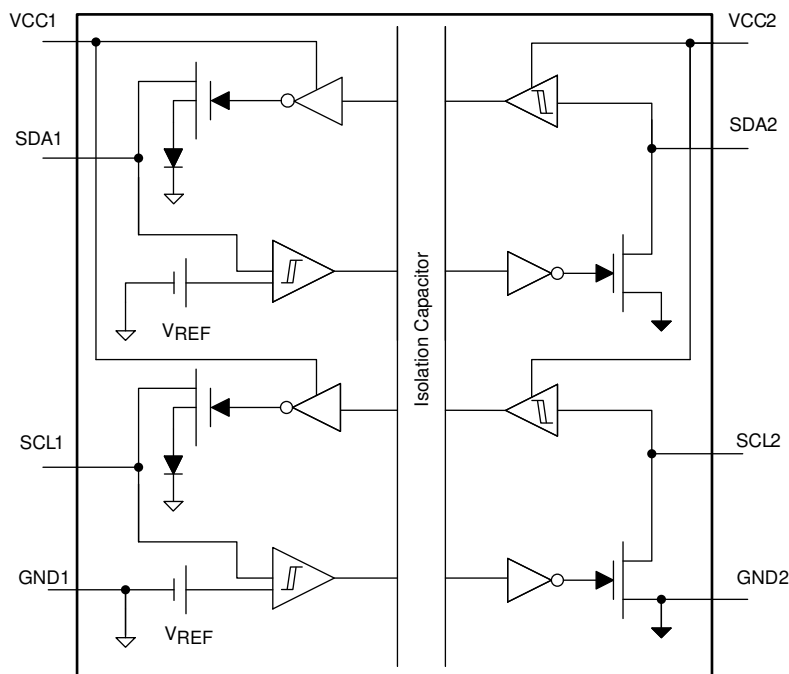 VCC1
VCC2
SDA1
SDA2
VREF
Isolation Capacitor
SCL1
SCL2
GND1
GND2
VREF